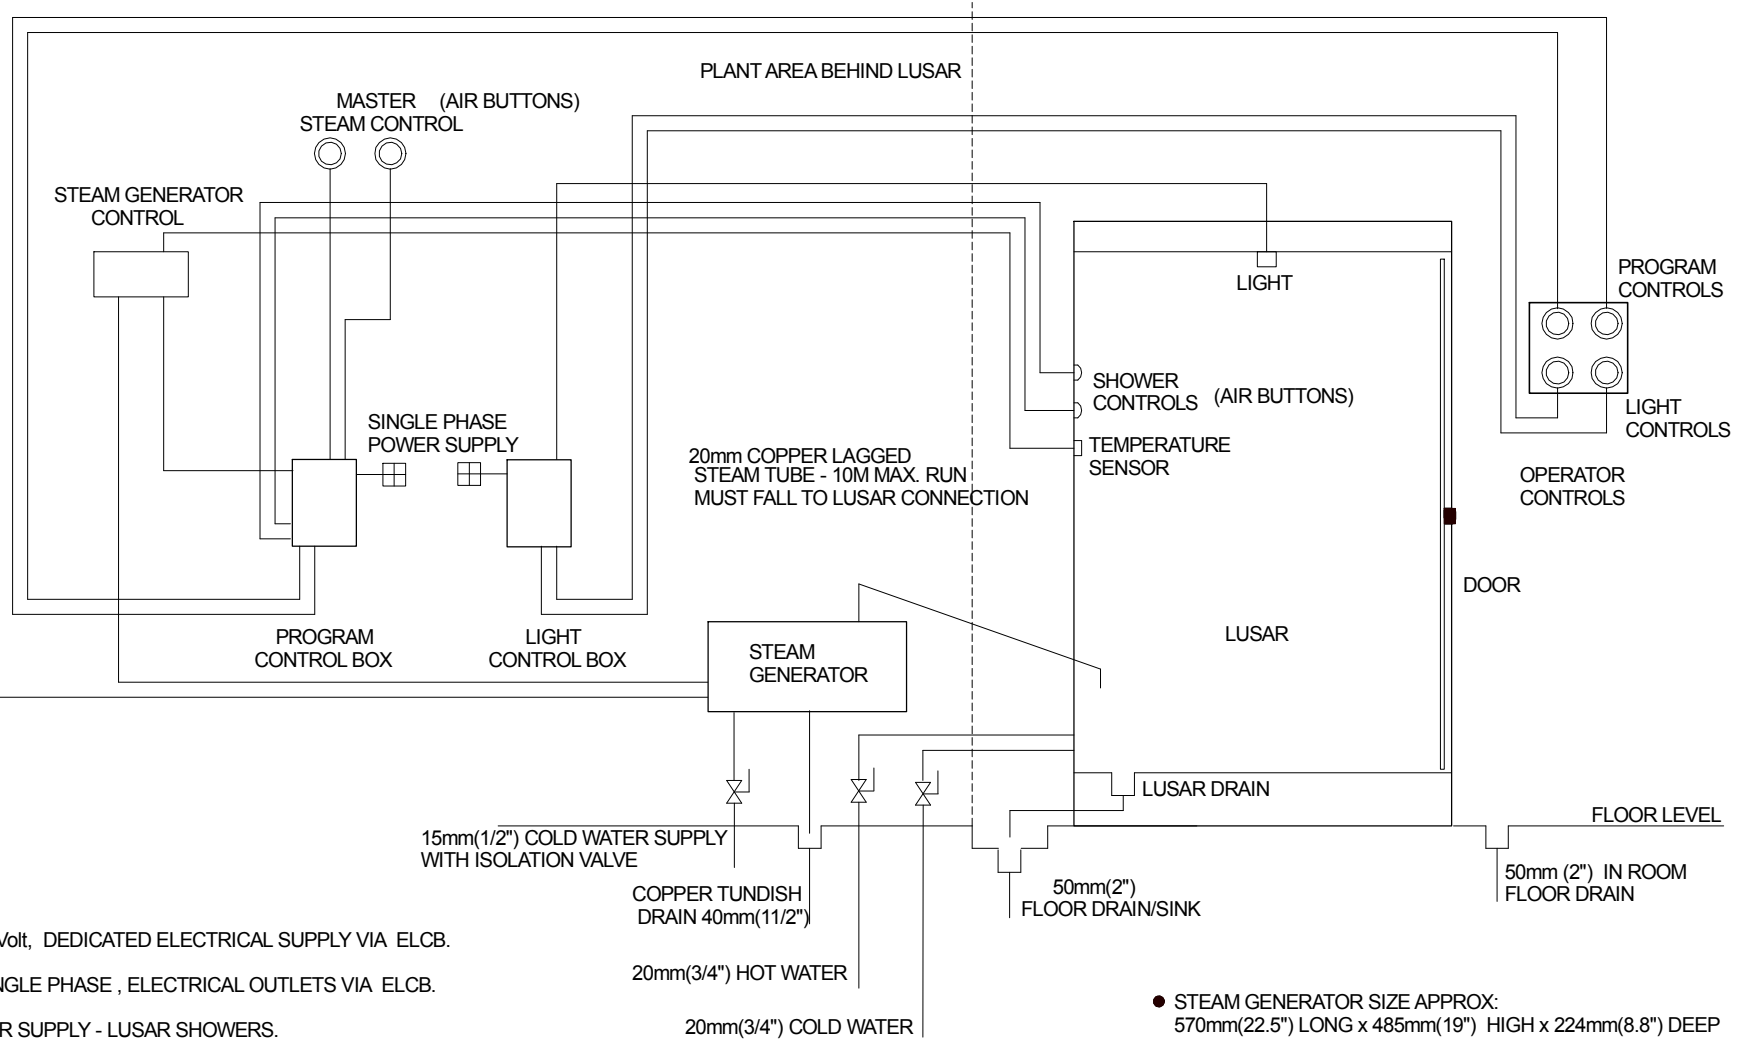 PLANT AREA BEHIND LUSAR
MASTER (AIR BUTTONS)
STEAM CONTROL
STEAM GENERATOR
CONTROL
LIGHT
PROGRAM
CONTROLS
SHOWER
CONTROLS (AIR BUTTONS)
LIGHT
CONTROLS
SINGLE PHASE
POWER SUPPLY
TEMPERATURE
SENSOR
20mm COPPER LAGGED
STEAM TUBE - 10M MAX. RUN
MUST FALL TO LUSAR CONNECTION
OPERATOR
CONTROLS
DOOR
PROGRAM
CONTROL BOX
LIGHT
CONTROL BOX
STEAM
GENERATOR
LUSAR
LUSAR DRAIN
FLOOR LEVEL
15mm(1/2") COLD WATER SUPPLY
WITH ISOLATION VALVE
COPPER TUNDISH
DRAIN 40mm(11/2")
50mm(2")
FLOOR DRAIN/SINK
50mm (2") IN ROOM
FLOOR DRAIN
Volt, DEDICATED ELECTRICAL SUPPLY VIA ELCB.
NGLE PHASE , ELECTRICAL OUTLETS VIA ELCB.
R SUPPLY - LUSAR SHOWERS.
20mm(3/4") HOT WATER
20mm(3/4") COLD WATER
● STEAM GENERATOR SIZE APPROX:
570mm(22.5") LONG x 485mm(19") HIGH x 224mm(8.8") DEEP